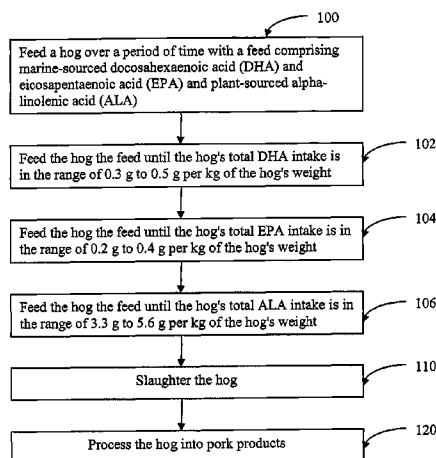 100
Feed a hog over a period of time with a feed comprising
marine-sourced docosahexaenoic acid (DHA) and
eicosapentaenoic acid (EPA) and plant-sourced alpha-
linolenic acid (ALA)
102
Feed the hog the feed until the hog's total DHA intake is
in the range of 0.3 g to 0.5 g per kg of the hog's weight
104
Feed the hog the feed until the hog's total EPA intake is in
the range of 0.2 g to 0.4 g per kg of the hog's weight
106
Feed the hog the feed until the hog's total ALA intake is in
the range of 3.3 g to 5.6 g per kg of the hog's weight
110
Slaughter the hog
120
Process the hog into pork products